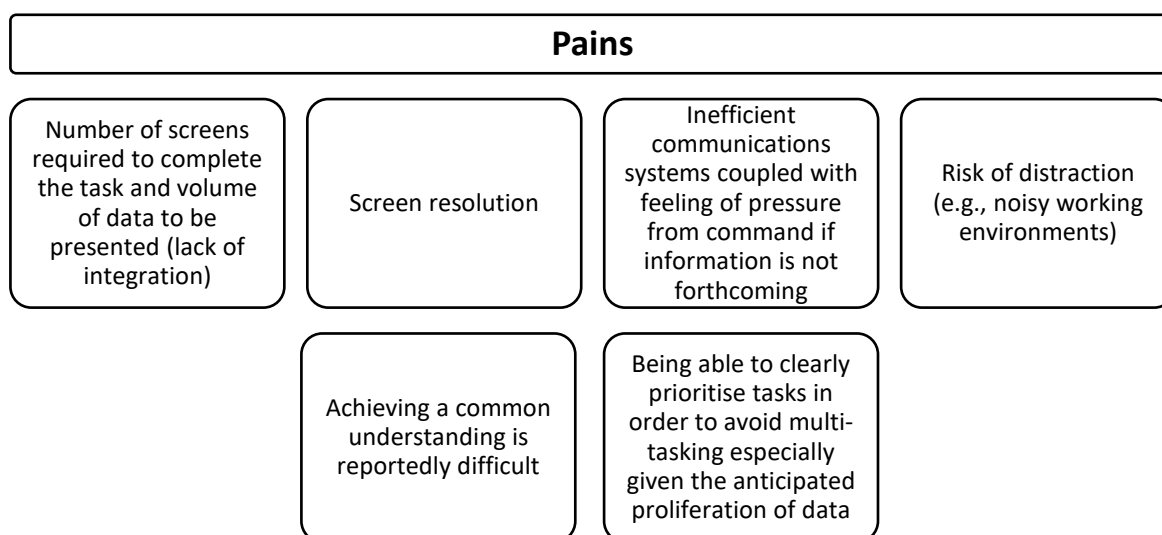 Pains
Number of screens
required to complete
the task and volume
of data to be
presented (lack of
integration)
Screen resolution
Inefficient
communications
systems coupled with
feeling of pressure
from command if
information is not
forthcoming
Risk of distraction
(e.g., noisy working
environments)
Achieving a common
understanding is
reportedly difficult
Being able to clearly
prioritise tasks in
order to avoid multi-
tasking especially
given the anticipated
proliferation of data